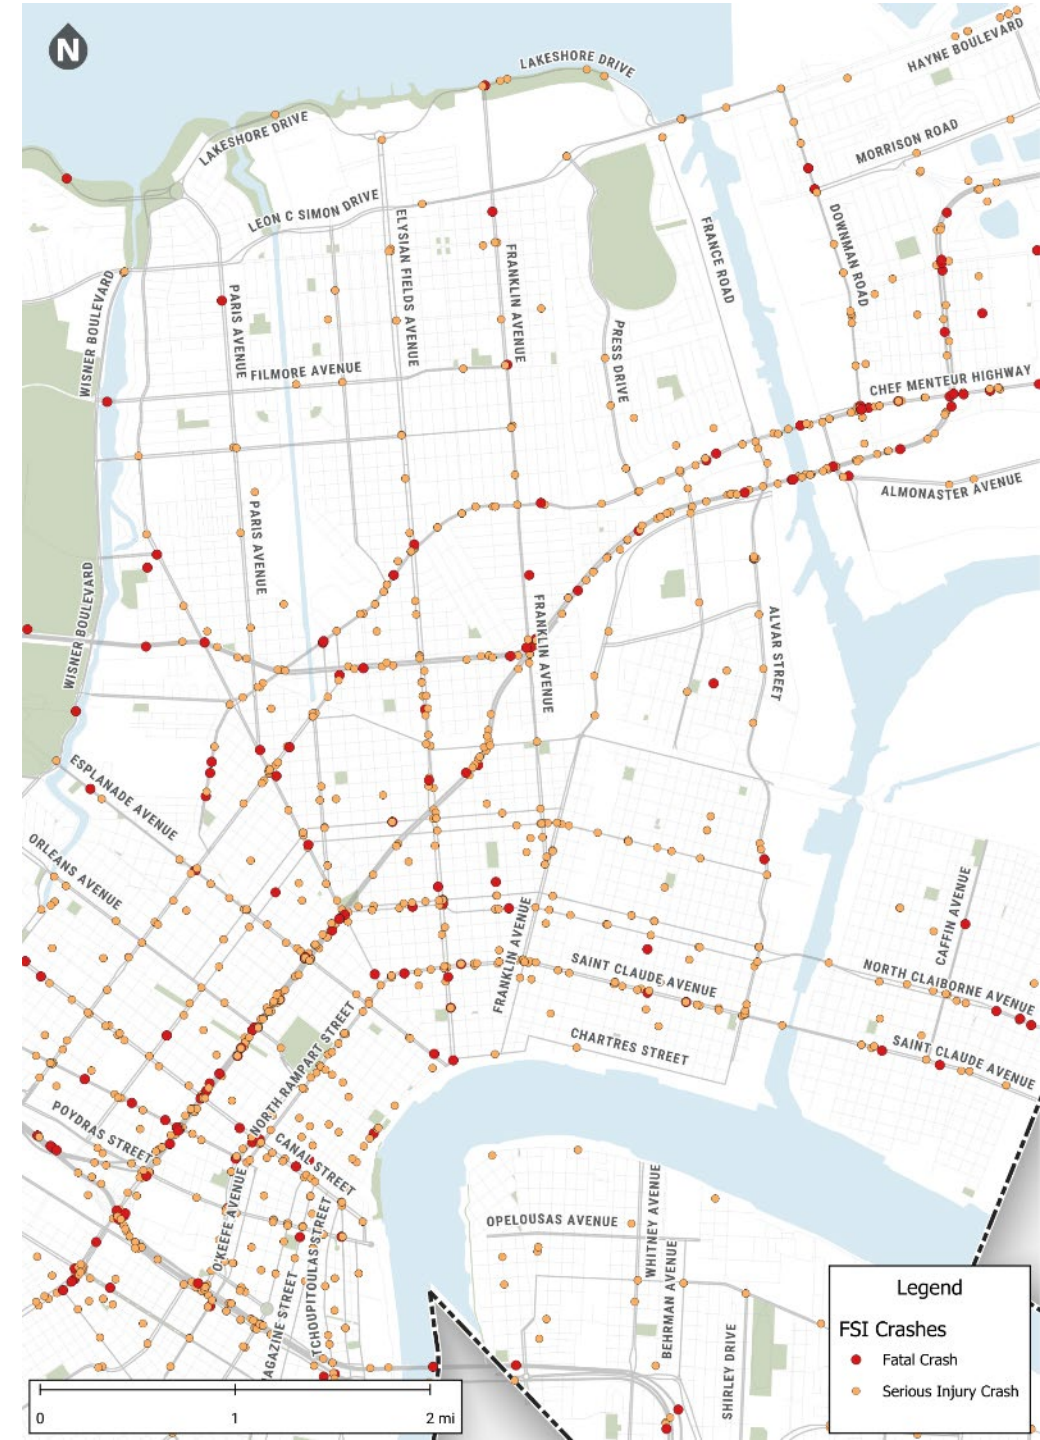 N
LAKESHORE DRIVE
HAYNE BOULEVARD
LAKESHORE DRIVE
MORRISON ROAD
LEON C SIMON DRIVE
ELYSIAN FIELDS AVENUE
FRANKLIN AVENUE
FRANCE ROAD
DOWNMAN ROAD
WISNER BOULEVARD
PARIS AVENUE
PRESS DRIVE
FILMORE AVENUE
CHEF MENTEUR HIGHWAY
ALMONASTER AVENUE
PARIS AVENUE
WISNER BOULEVARD
FRANKLIN AVENUE
ALVAR STREET
ESPLANADE AVENUE
ORLEANS AVENUE
FRANKLIN AVENUE
CAFFIN AVENUE
SAINT CLAUDE AVENUE
NORTH CLAIBORNE AVENUE
CHARTRES STREET
SAINT CLAUDE AVENUE
NORTH RAMPART STREET
POYDRAS STREET
CANAL STREET
O'KEEFE AVENUE
TCHOUPITOULAS STREET
OPELOUSAS AVENUE
WHITNEY AVENUE
BEHRMAN AVENUE
AGAZINE STREET
SHIRLEY DRIVE
Legend
FSI Crashes
Fatal Crash
Serious Injury Crash
0 1 2 mi